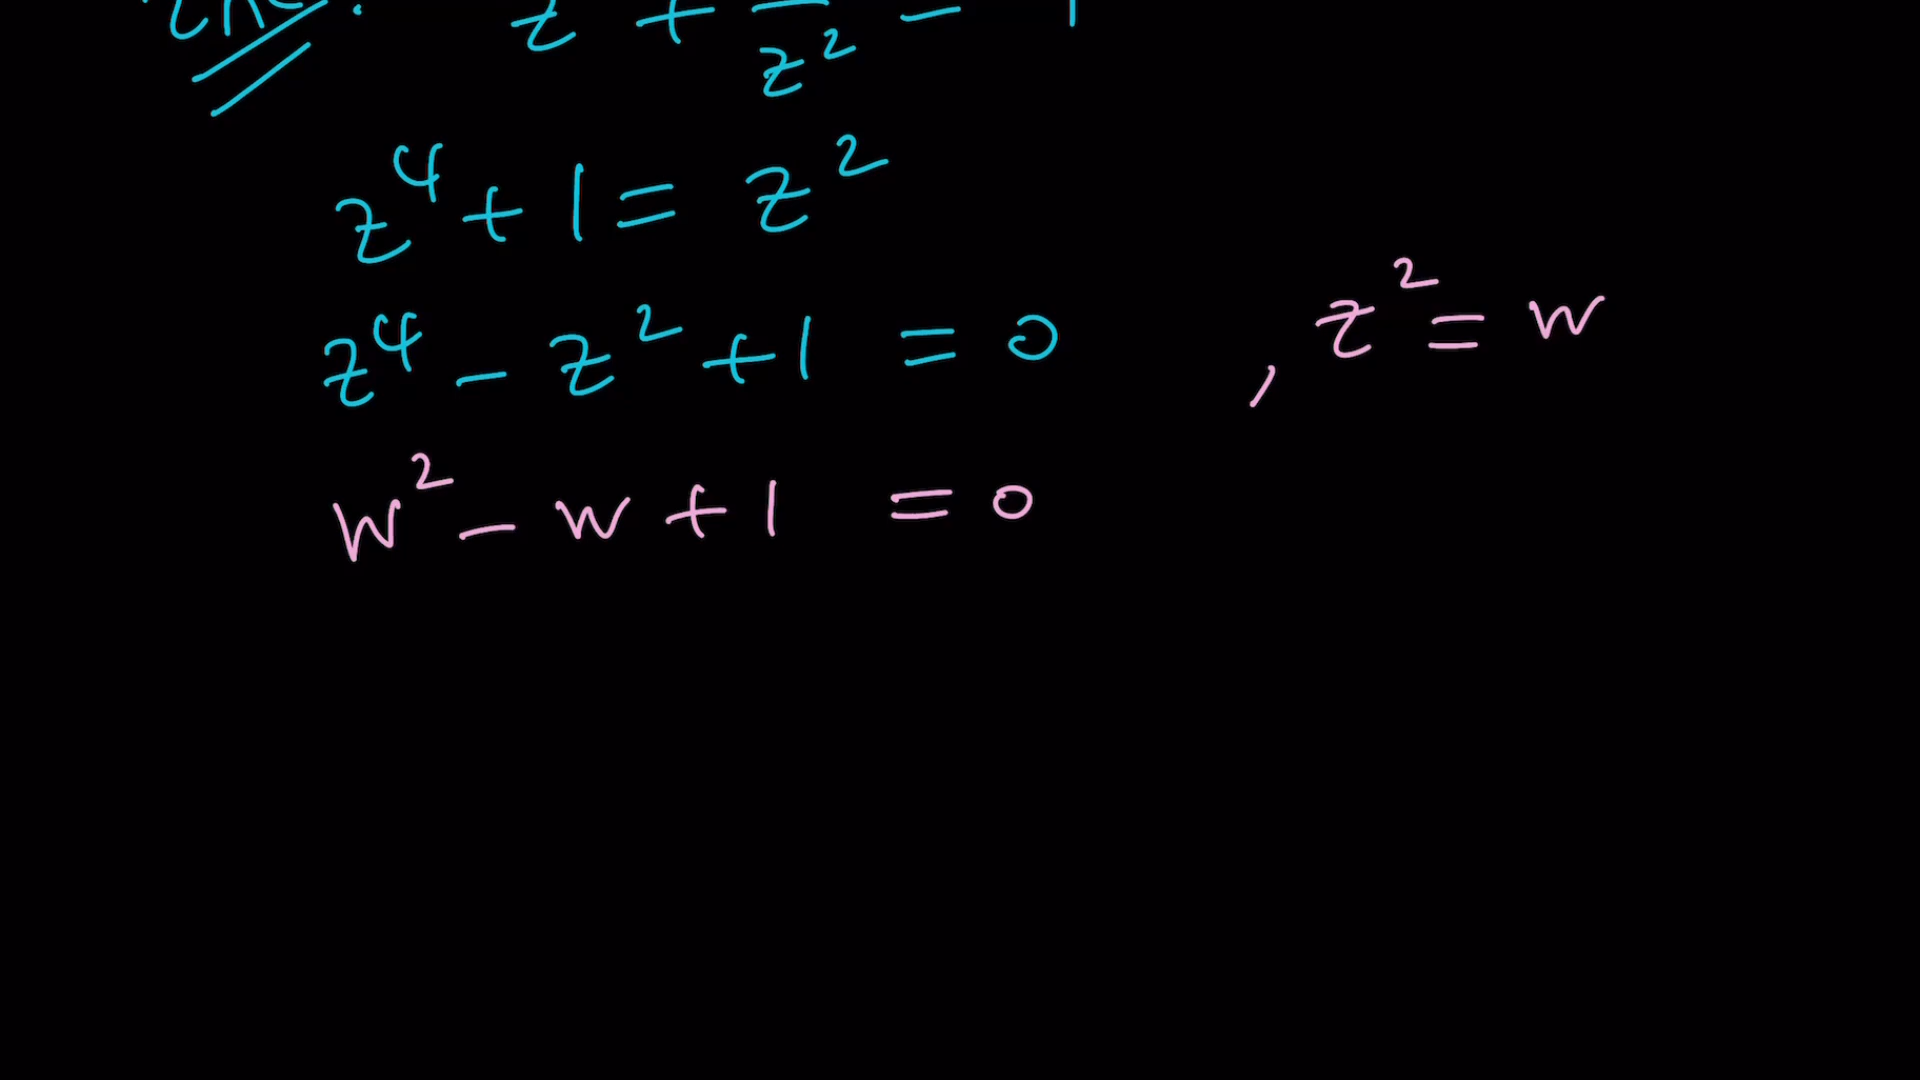 z⁴ + 1 = z²
z⁴ - z² + 1 = 0 , z² = w
w² - w + 1 = 0